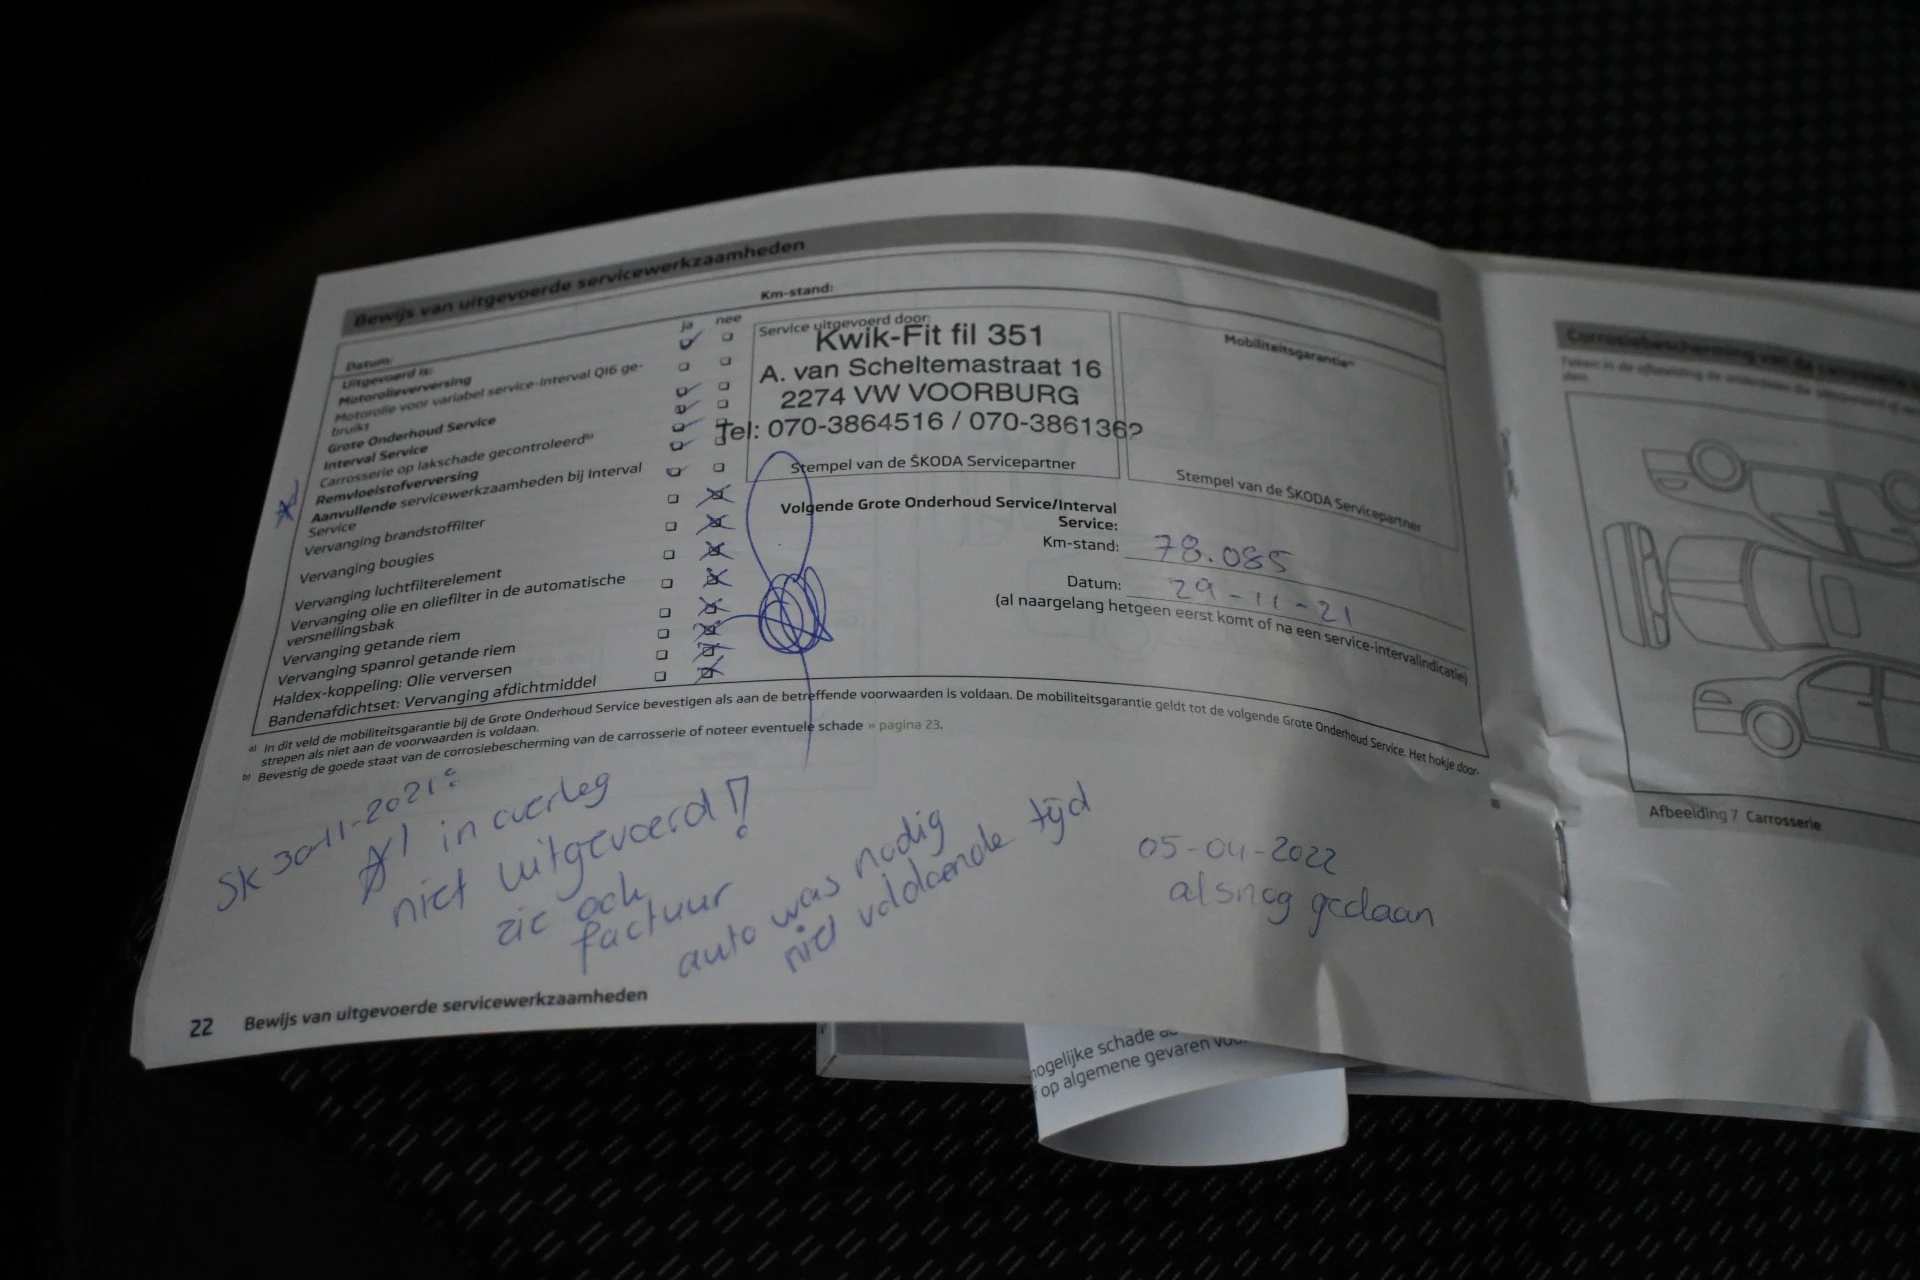 Bewijs van uitgevoerde servicewerkzaamheden
Datum:
Km-stand:
Uitgevoerd is:
ja nee
Motorolieverversing
Motorolie voor variabel service-interval QI6 ge-
bruikt
Grote Onderhoud Service
Interval Service
Carrosserie op lakschade gecontroleerd b)
Remvloeistofverversing
Aanvullende servicewerkzaamheden bij Interval
Service
Vervanging brandstoffilter
Vervanging bougies
Vervanging luchtfilterelement
Vervanging olie en oliefilter in de automatische
versnellingsbak
Vervanging getande riem
Vervanging spanrol getande riem
Haldex-koppeling: Olie verversen
Bandenafdichtset: Vervanging afdichtmiddel
Service uitgevoerd door:
Kwik-Fit fil 351
A. van Scheltemastraat 16
2274 VW VOORBURG
Tel: 070-3864516 / 070-386136?
Stempel van de ŠKODA Servicepartner
Mobiliteitsgarantie a)
Stempel van de ŠKODA Servicepartner
Volgende Grote Onderhoud Service/Interval
Service:
Km-stand: 78.085
Datum: 29-11-21
(al naargelang hetgeen eerst komt of na een service-intervalindicatie)
a) In dit veld de mobiliteitsgarantie bij de Grote Onderhoud Service bevestigen als aan de betreffende voorwaarden is voldaan. De mobiliteitsgarantie geldt tot de volgende Grote Onderhoud Service. Het hokje door-
strepen als niet aan de voorwaarden is voldaan.
b) Bevestig de goede staat van de corrosiebescherming van de carrosserie of noteer eventuele schade » pagina 23.
SK 30-11-2021:
1 in overleg
niet uitgevoerd!
zie ook
factuur
auto was nodig
niet voldoende tijd
05-04-2022
alsnog gedaan
22 Bewijs van uitgevoerde servicewerkzaamheden
Corrosiebescherming van de carrosserie
Afbeelding 7 Carrosserie
mogelijke schade
op algemene gevaren